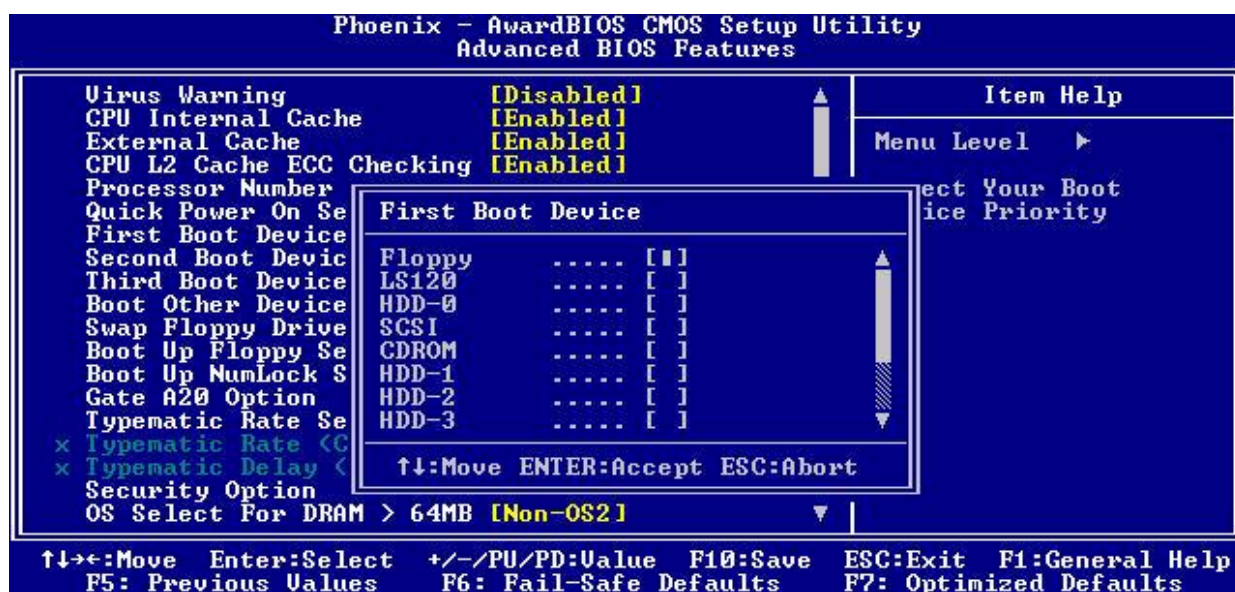 Phoenix - AwardBIOS CMOS Setup Utility
Advanced BIOS Features
Virus Warning [Disabled]
CPU Internal Cache [Enabled]
External Cache [Enabled]
CPU L2 Cache ECC Checking [Enabled]
Processor Number
Quick Power On Se
First Boot Device
Second Boot Devic
Third Boot Device
Boot Other Device
Swap Floppy Drive
Boot Up Floppy Se
Boot Up NumLock S
Gate A20 Option
Typematic Rate Se
x Typematic Rate (C
x Typematic Delay (
Security Option
OS Select For DRAM > 64MB [Non-OS2]
First Boot Device
Floppy ..... [▮]
LS120 ..... [ ]
HDD-0 ..... [ ]
SCSI ..... [ ]
CDROM ..... [ ]
HDD-1 ..... [ ]
HDD-2 ..... [ ]
HDD-3 ..... [ ]
↑↓:Move ENTER:Accept ESC:Abort
Item Help
Menu Level ►
ect Your Boot
ice Priority
↑↓→←:Move Enter:Select +/-/PU/PD:Value F10:Save ESC:Exit F1:General Help
F5: Previous Values F6: Fail-Safe Defaults F7: Optimized Defaults